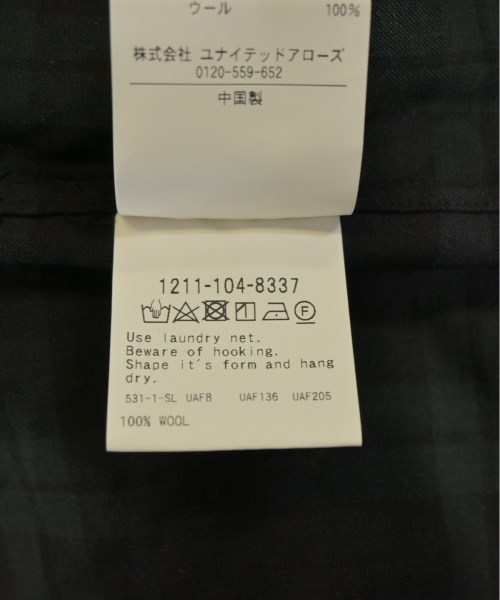 ウール 100%
株式会社 ユナイテッドアローズ
0120-559-652
中国製
1211-104-8337
Use laundry net.
Beware of hooking.
Shape it's form and hang
dry.
531-1-SL UAF8 UAF136 UAF205
100% WOOL